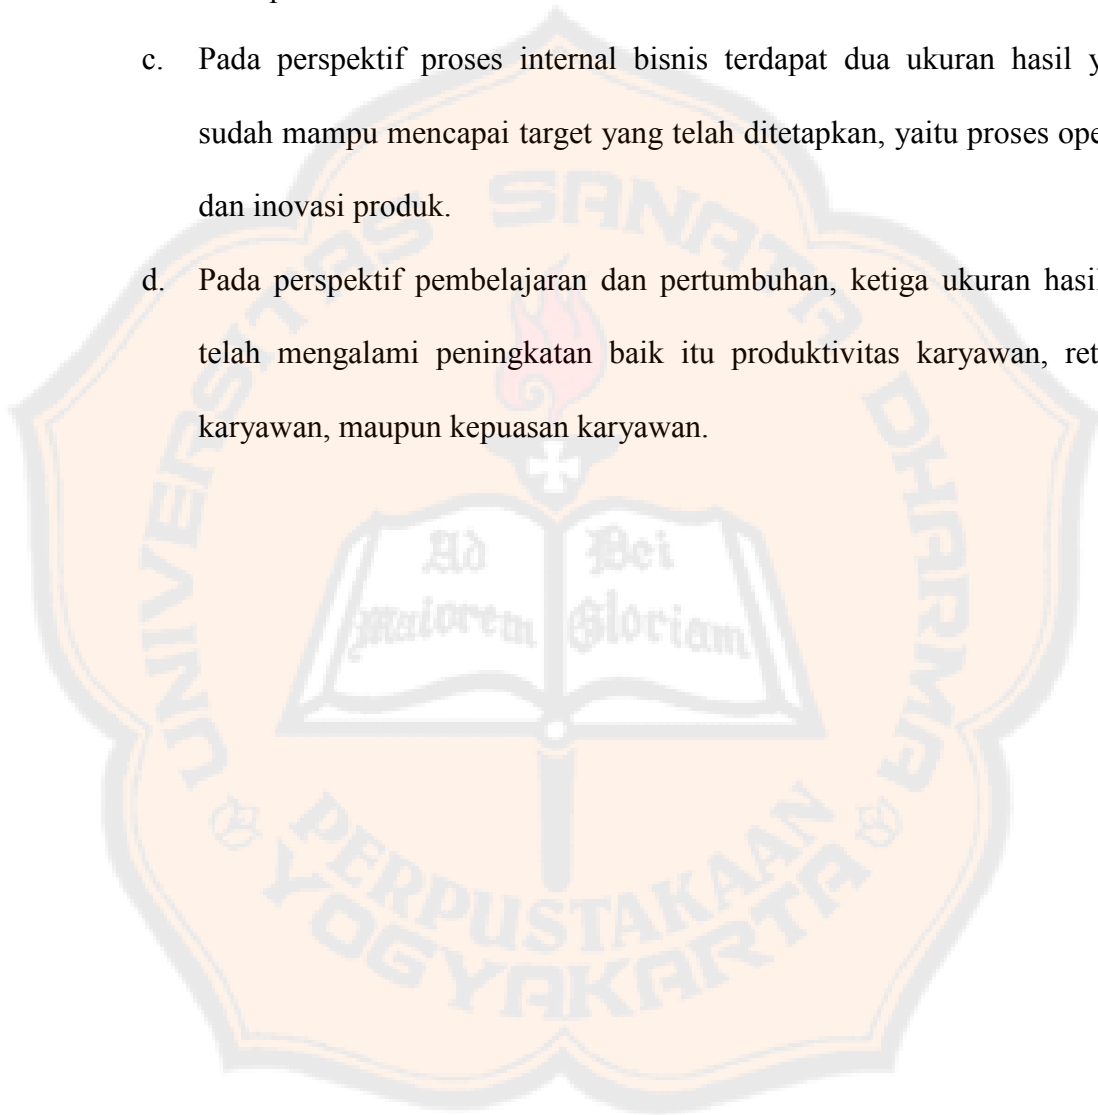 c. Pada perspektif proses internal bisnis terdapat dua ukuran hasil y
sudah mampu mencapai target yang telah ditetapkan, yaitu proses ope
dan inovasi produk.
d. Pada perspektif pembelajaran dan pertumbuhan, ketiga ukuran hasil
telah mengalami peningkatan baik itu produktivitas karyawan, ret
karyawan, maupun kepuasan karyawan.
UNIVERSITAS SANATA DHARMA
Ad Dei
Maiorem Gloriam
PERPUSTAKAAN
YOGYAKARTA